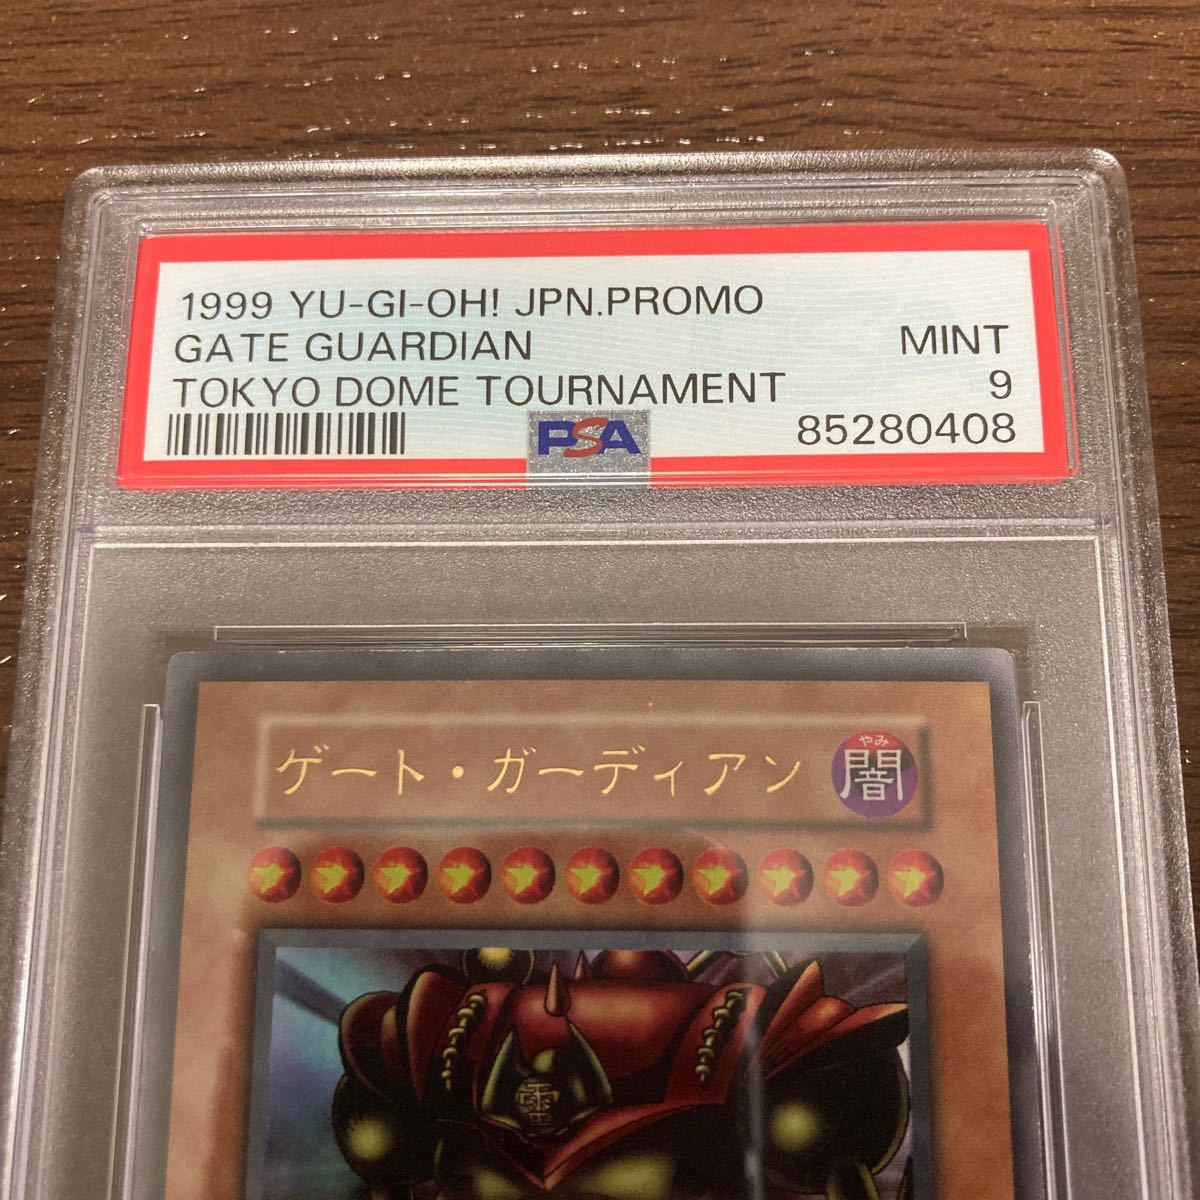 1999 YU-GI-OH! JPN.PROMO
GATE GUARDIAN
MINT
TOKYO DOME TOURNAMENT
9
PSA
85280408
ゲート・ガーディアン
やみ
闇
雷